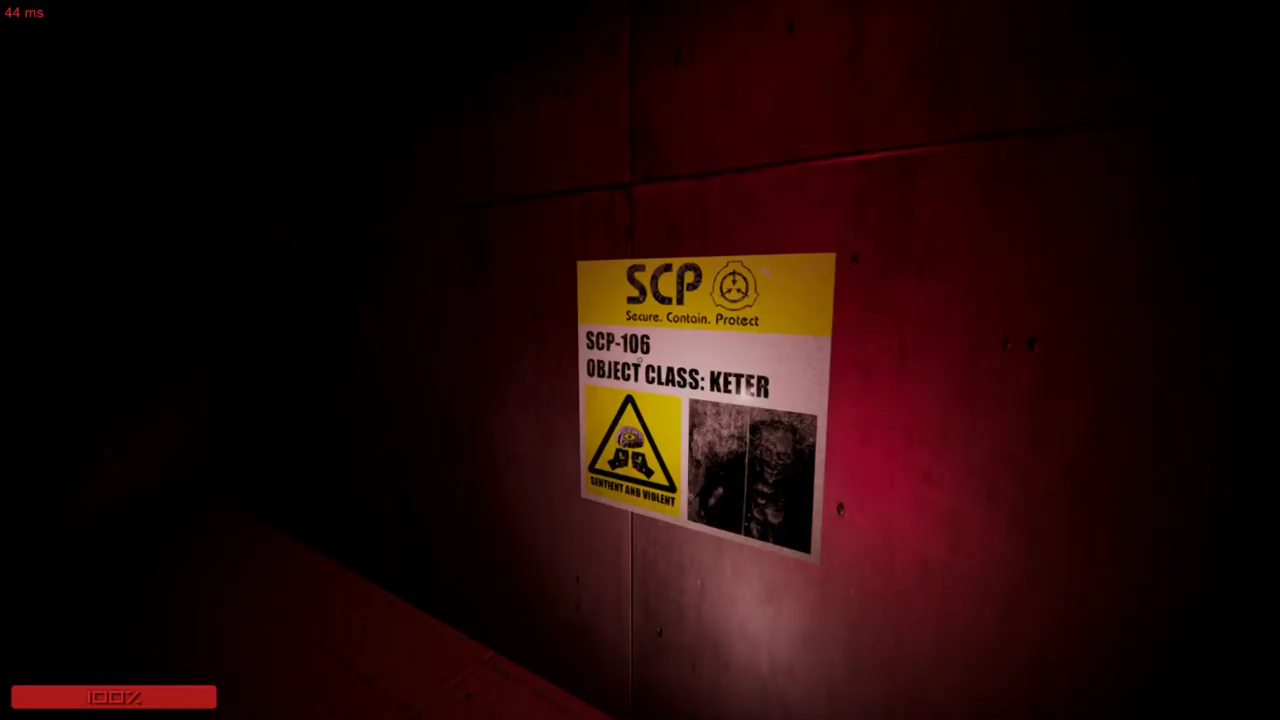 44 ms
SCP
Secure. Contain. Protect
SCP-106
OBJECT CLASS: KETER
SENTIENT AND VIOLENT
100%